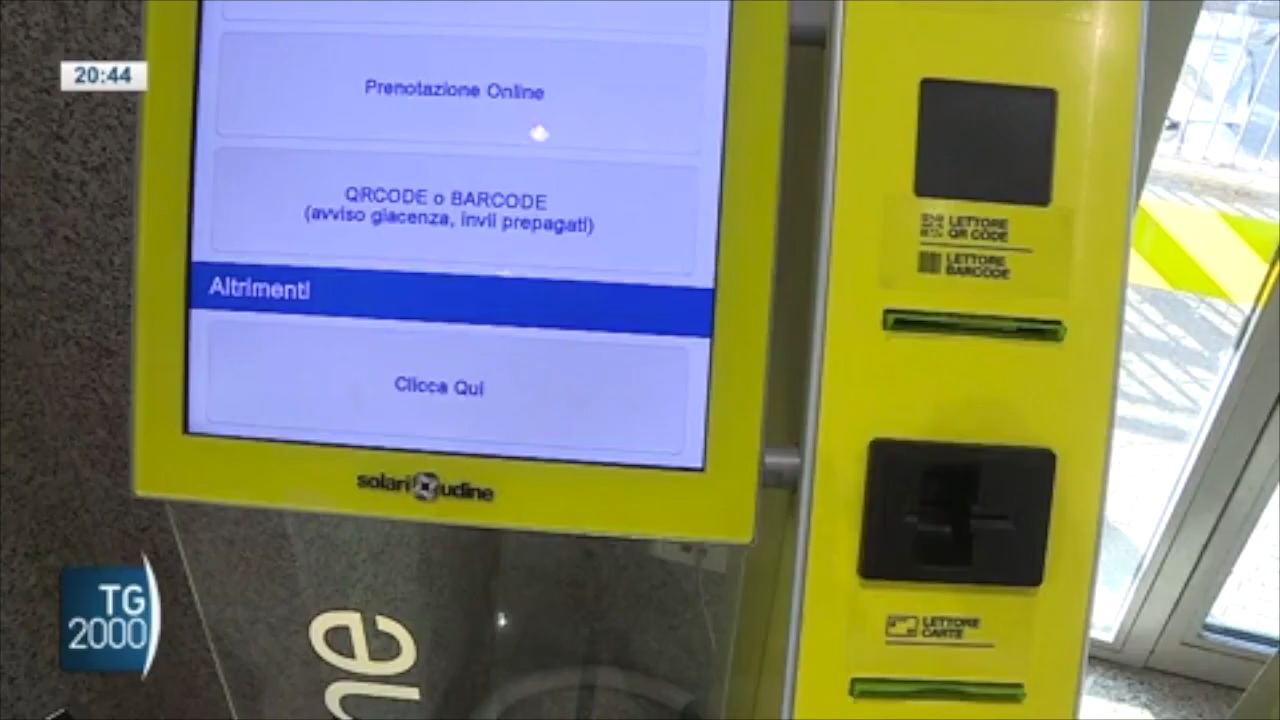 20:44
Prenotazione Online
QRCODE o BARCODE
(avviso giacenza, invii prepagati)
Altrimenti
Clicca Qui
solari udine
LETTORE
QR CODE
LETTORE
BARCODE
LETTORE
CARTE
ne
TG
2000